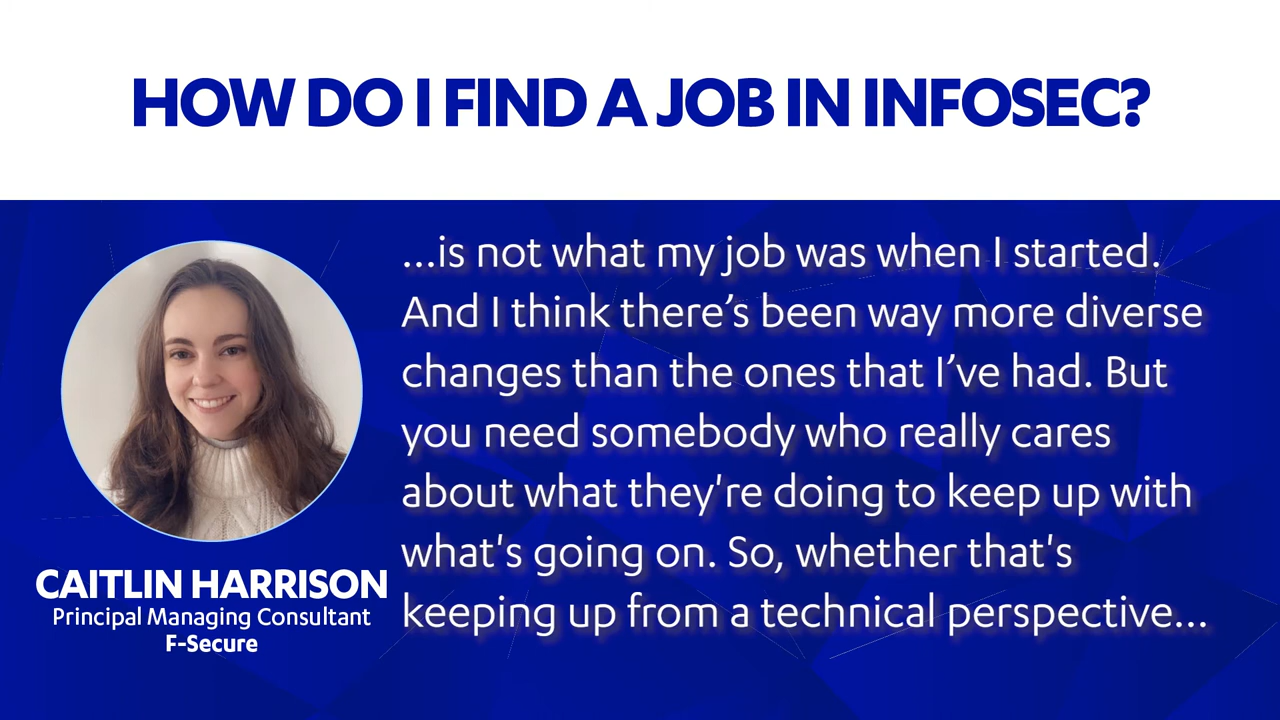 HOW DO I FIND A JOB IN INFOSEC?
...is not what my job was when I started.
And I think there’s been way more diverse
changes than the ones that I’ve had. But
you need somebody who really cares
about what they're doing to keep up with
what's going on. So, whether that's
keeping up from a technical perspective...
CAITLIN HARRISON
Principal Managing Consultant
F-Secure